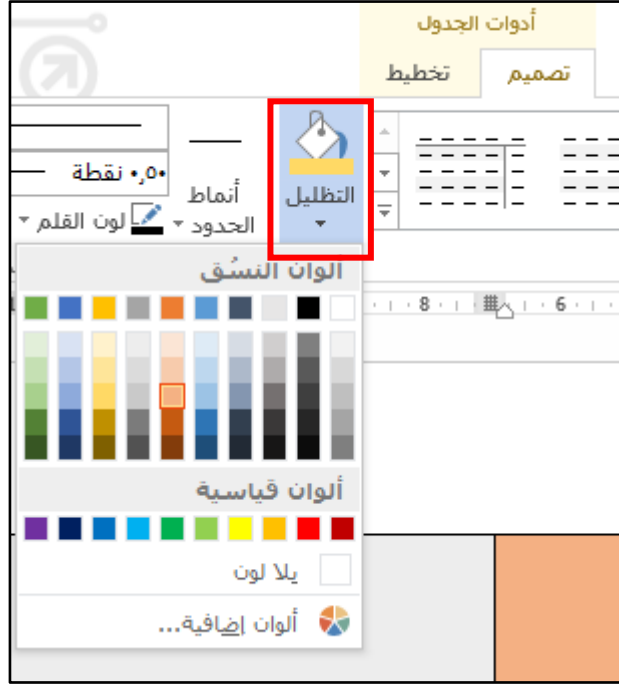 أدوات الجدول
تصميم
تخطيط
التظليل
أنماط
الحدود
٠,٥٠ نقطة
لون القلم
ألوان النسُق
8 6
ألوان قياسية
يلا لون
ألوان إضافية...